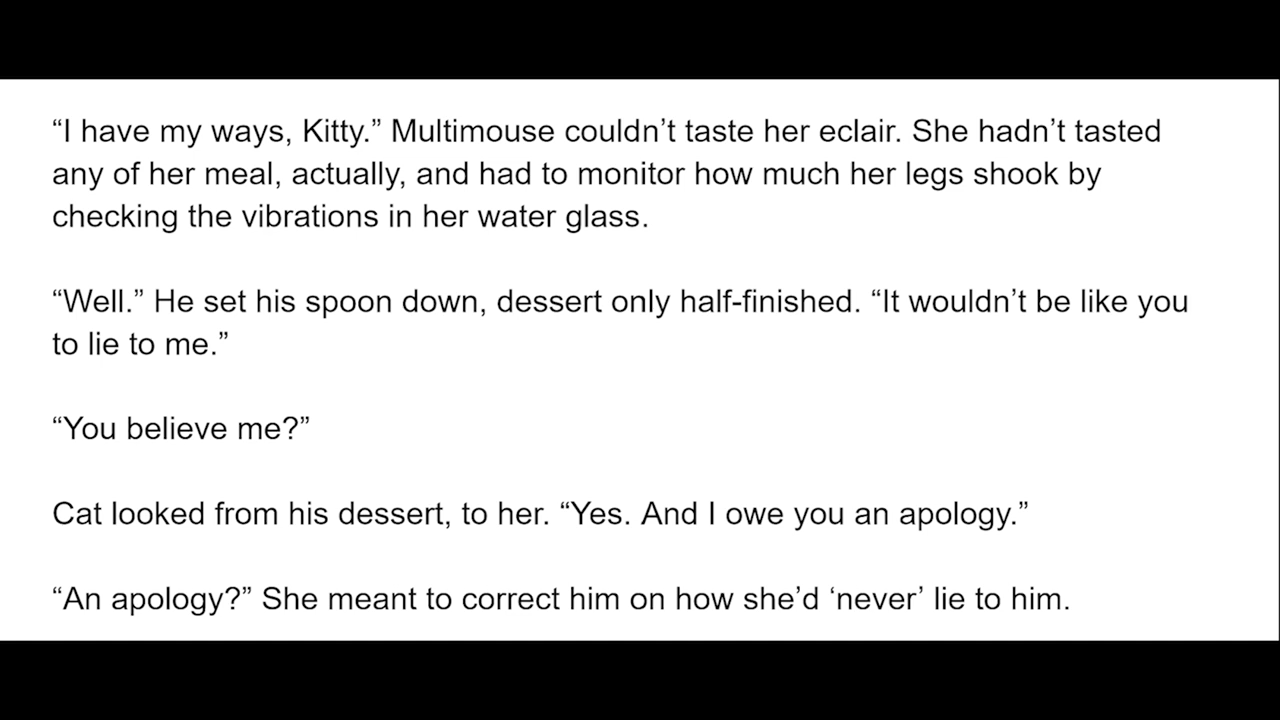 “I have my ways, Kitty.” Multimouse couldn’t taste her eclair. She hadn’t tasted
any of her meal, actually, and had to monitor how much her legs shook by
checking the vibrations in her water glass.
“Well.” He set his spoon down, dessert only half-finished. “It wouldn’t be like you
to lie to me.”
“You believe me?”
Cat looked from his dessert, to her. “Yes. And I owe you an apology.”
“An apology?” She meant to correct him on how she’d ‘never’ lie to him.